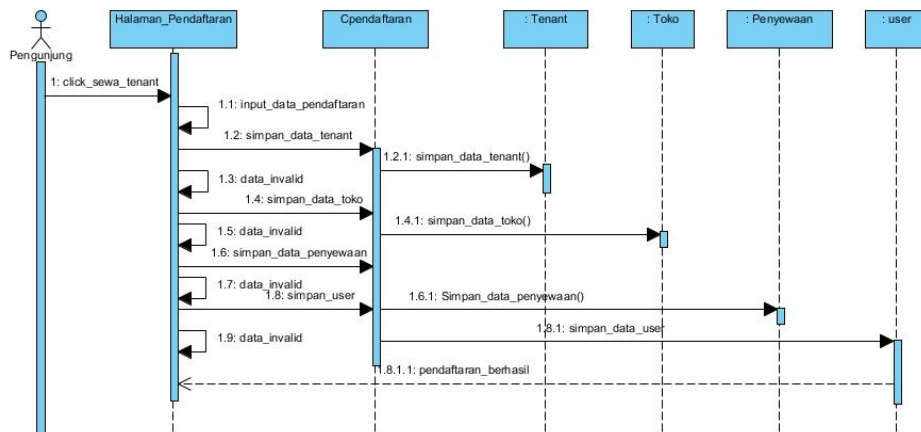 Halaman_Pendaftaran
Cpendaftaran
: Tenant
: Toko
: Penyewaan
: user
Pengunjung
1: click_sewa_tenant
1.1: input_data_pendaftaran
1.2: simpan_data_tenant
1.2.1: simpan_data_tenant()
1.3: data_invalid
1.4: simpan_data_toko
1.4.1: simpan_data_toko()
1.5: data_invalid
1.6: simpan_data_penyewaan
1.7: data_invalid
1.8: simpan_user
1.6.1: Simpan_data_penyewaan()
1.8.1: simpan_data_user
1.9: data_invalid
1.8.1.1: pendaftaran_berhasil